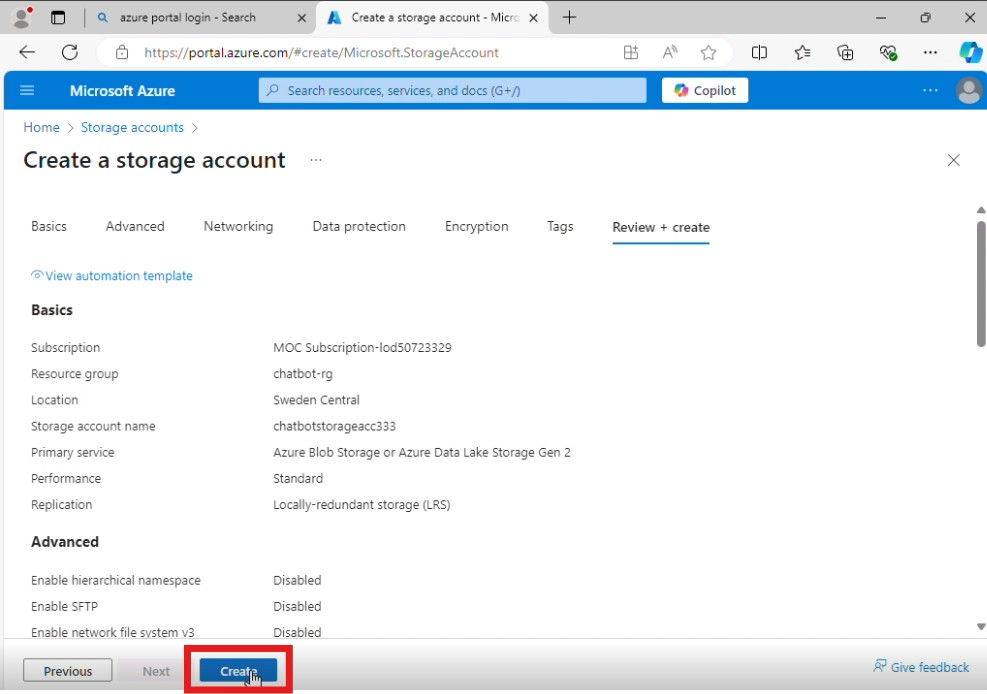 azure portal login - Search
Create a storage account - Micro
https://portal.azure.com/#create/Microsoft.StorageAccount
Microsoft Azure
Search resources, services, and docs (G+/)
Copilot
Home > Storage accounts >
Create a storage account ...
Basics Advanced Networking Data protection Encryption Tags Review + create
View automation template
Basics
Subscription MOC Subscription-lod50723329
Resource group chatbot-rg
Location Sweden Central
Storage account name chatbotstorageacc333
Primary service Azure Blob Storage or Azure Data Lake Storage Gen 2
Performance Standard
Replication Locally-redundant storage (LRS)
Advanced
Enable hierarchical namespace Disabled
Enable SFTP Disabled
Enable network file system v3 Disabled
Previous Next Create Give feedback